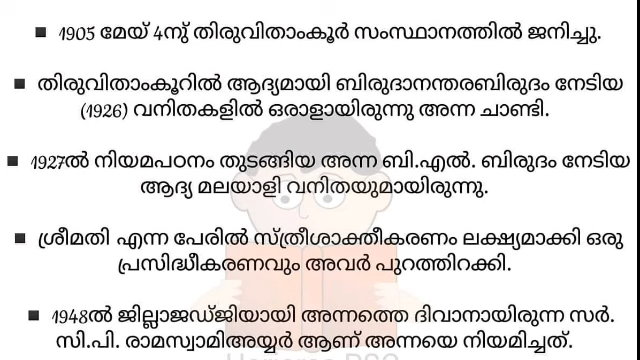 ▪ 1905 മേയ് 4നു് തിരുവിതാംകൂർ സംസ്ഥാനത്തിൽ ജനിച്ചു.
▪ തിരുവിതാംകൂറിൽ ആദ്യമായി ബിരുദാനന്തരബിരുദം നേടിയ
(1926) വനിതകളിൽ ഒരാളായിരുന്നു അന്ന ചാണ്ടി.
▪ 1927ൽ നിയമപഠനം തുടങ്ങിയ അന്ന ബി.എൽ. ബിരുദം നേടിയ
ആദ്യ മലയാളി വനിതയുമായിരുന്നു.
▪ ശ്രീമതി എന്ന പേരിൽ സ്ത്രീശാക്തീകരണം ലക്ഷ്യമാക്കി ഒരു
പ്രസിദ്ധീകരണവും അവർ പുറത്തിറക്കി.
▪ 1948ൽ ജില്ലാജഡ്ജിയായി അന്നത്തെ ദിവാനായിരുന്ന സർ.
സി.പി. രാമസ്വാമിഅയ്യർ ആണ് അന്നയെ നിയമിച്ചത്.